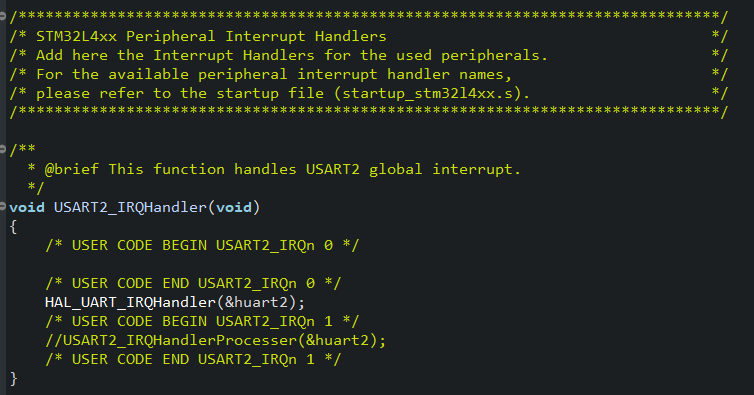 /******************************************************************************/
/* STM32L4xx Peripheral Interrupt Handlers                                    */
/* Add here the Interrupt Handlers for the used peripherals.                  */
/* For the available peripheral interrupt handler names,                      */
/* please refer to the startup file (startup_stm32l4xx.s).                    */
/******************************************************************************/
/**
  * @brief This function handles USART2 global interrupt.
  */
void USART2_IRQHandler(void)
{
    /* USER CODE BEGIN USART2_IRQn 0 */
    /* USER CODE END USART2_IRQn 0 */
    HAL_UART_IRQHandler(&huart2);
    /* USER CODE BEGIN USART2_IRQn 1 */
    //USART2_IRQHandlerProcesser(&huart2);
    /* USER CODE END USART2_IRQn 1 */
}